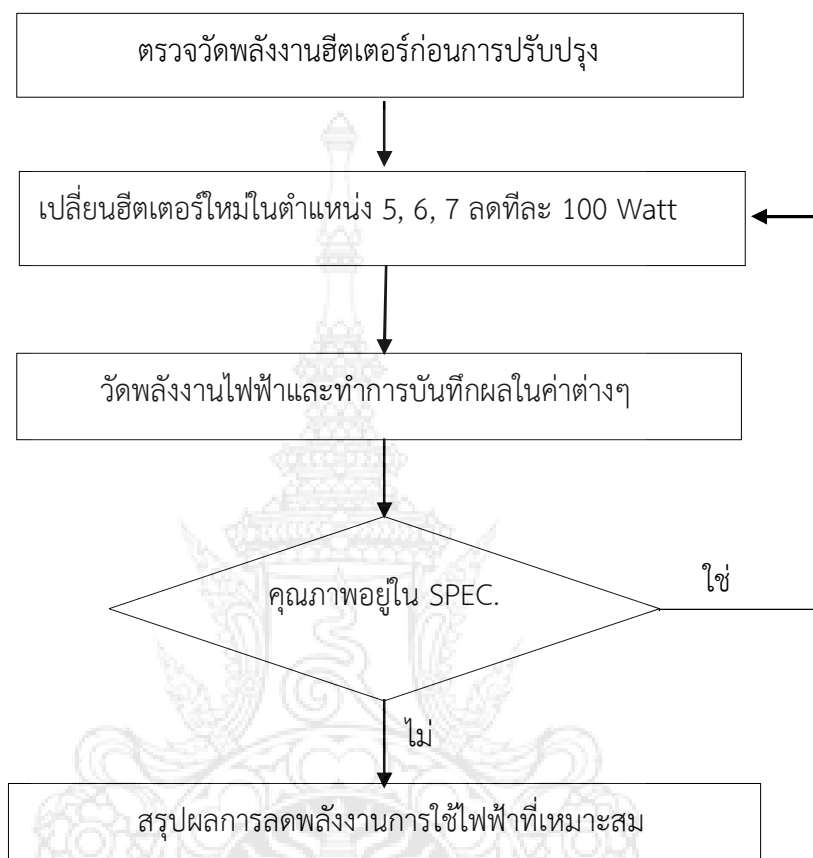 ตรวจวัดพลังงานฮีตเตอร์ก่อนการปรับปรุง
เปลี่ยนฮีตเตอร์ใหม่ในตำแหน่ง 5, 6, 7 ลดทีละ 100 Watt
วัดพลังงานไฟฟ้าและทำการบันทึกผลในค่าต่างๆ
คุณภาพอยู่ใน SPEC.
ใช่
ไม่
สรุปผลการลดพลังงานการใช้ไฟฟ้าที่เหมาะสม